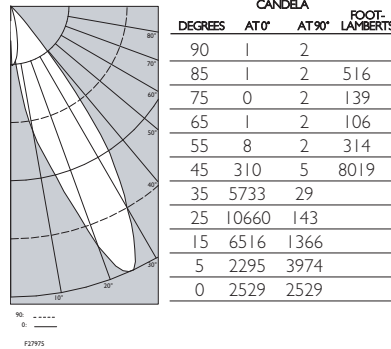 80°
70°
60°
50°
40°
30°
20°
10°
90: ----
0: ——
F27975
CANDELA
DEGREES AT 0° AT 90° FOOT-LAMBERTS
90 1 2
85 1 2 516
75 0 2 139
65 1 2 106
55 8 2 314
45 310 5 8019
35 5733 29
25 10660 143
15 6516 1366
5 2295 3974
0 2529 2529